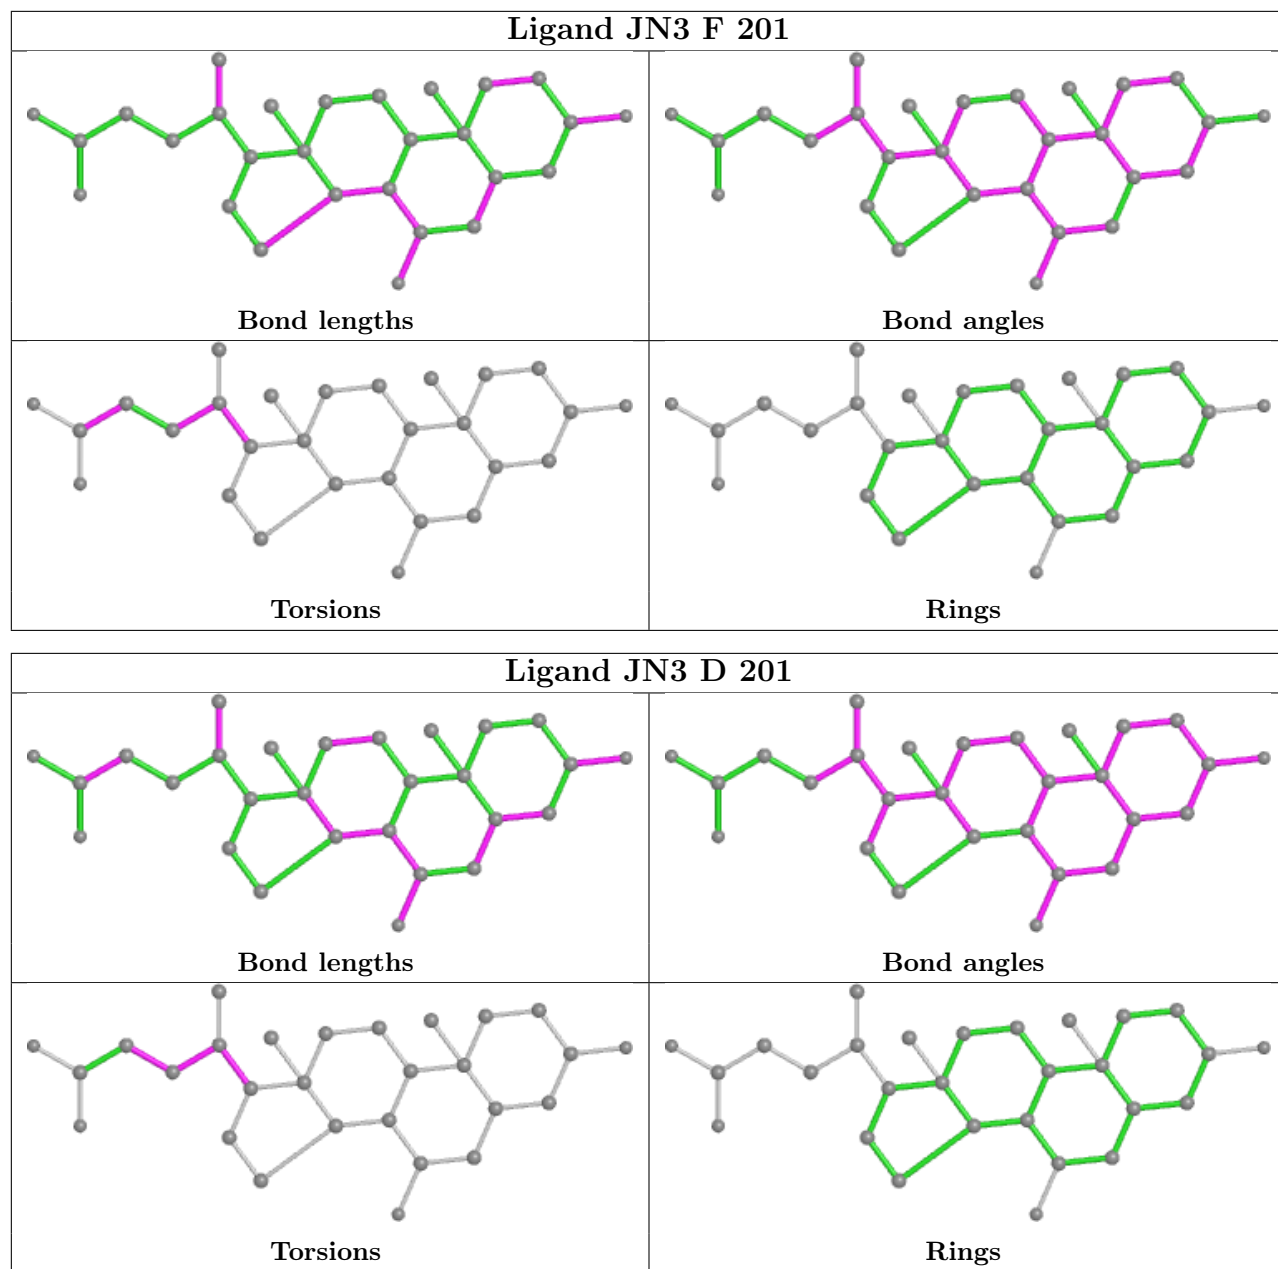 Ligand JN3 F 201
Bond lengths
Bond angles
Torsions
Rings
Ligand JN3 D 201
Bond lengths
Bond angles
Torsions
Rings